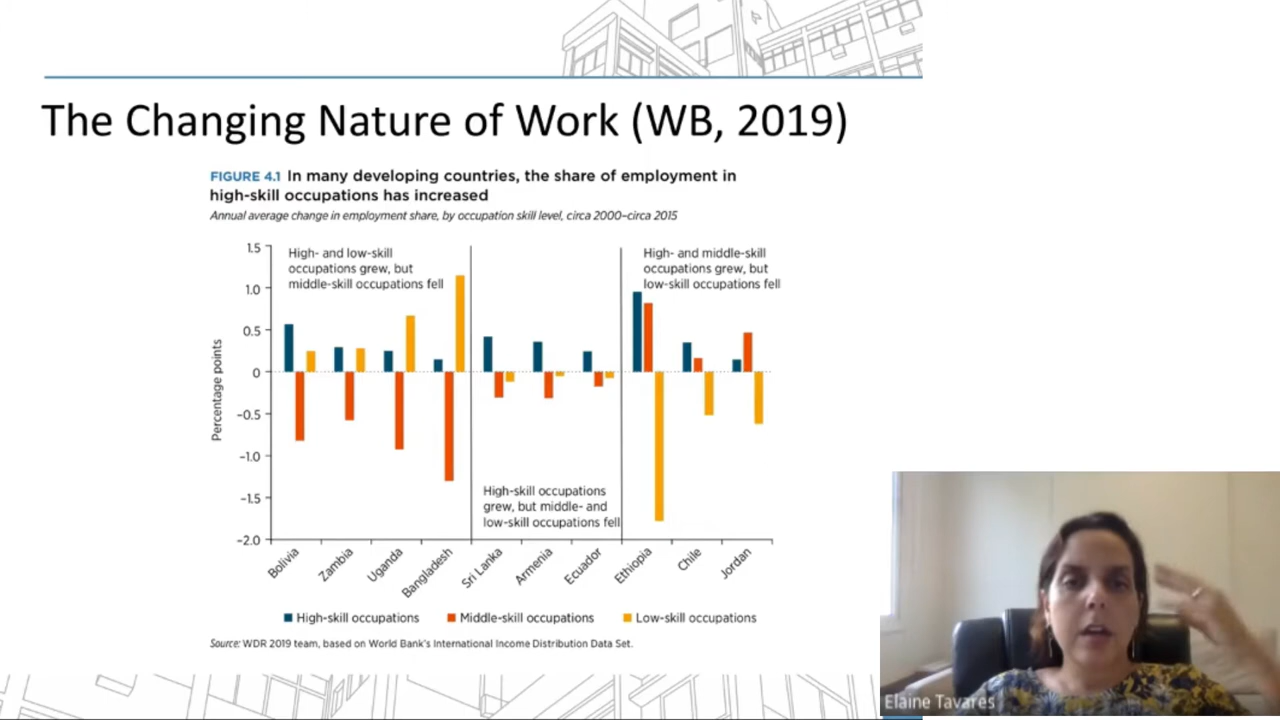 The Changing Nature of Work (WB, 2019)
FIGURE 4.1 In many developing countries, the share of employment in
high-skill occupations has increased
Annual average change in employment share, by occupation skill level, circa 2000–circa 2015
Percentage points
1.5
1.0
0.5
0
–0.5
–1.0
–1.5
–2.0
High- and low-skill
occupations grew, but
middle-skill occupations fell
High-skill occupations
grew, but middle- and
low-skill occupations fell
High- and middle-skill
occupations grew, but
low-skill occupations fell
Bolivia
Zambia
Uganda
Bangladesh
Sri Lanka
Armenia
Ecuador
Ethiopia
Chile
Jordan
High-skill occupations
Middle-skill occupations
Low-skill occupations
Source: WDR 2019 team, based on World Bank's International Income Distribution Data Set.
Elaine Tavares